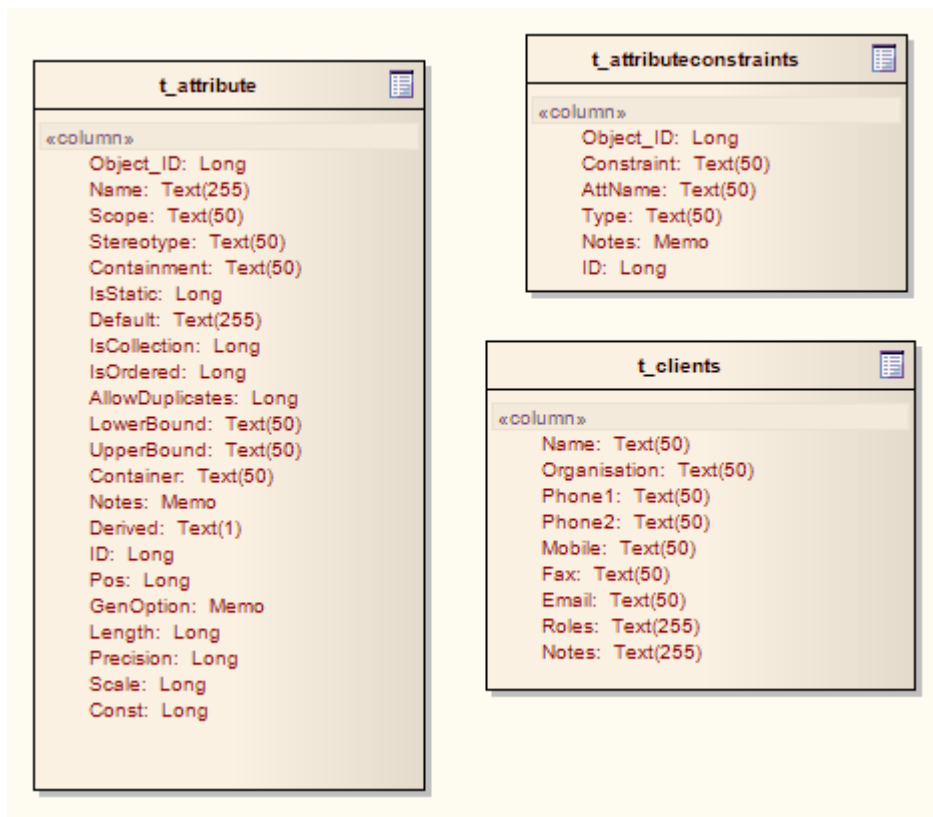 t_attribute
«column»
Object_ID: Long
Name: Text(255)
Scope: Text(50)
Stereotype: Text(50)
Containment: Text(50)
IsStatic: Long
Default: Text(255)
IsCollection: Long
IsOrdered: Long
AllowDuplicates: Long
LowerBound: Text(50)
UpperBound: Text(50)
Container: Text(50)
Notes: Memo
Derived: Text(1)
ID: Long
Pos: Long
GenOption: Memo
Length: Long
Precision: Long
Scale: Long
Const: Long
t_attributeconstraints
«column»
Object_ID: Long
Constraint: Text(50)
AttName: Text(50)
Type: Text(50)
Notes: Memo
ID: Long
t_clients
«column»
Name: Text(50)
Organisation: Text(50)
Phone1: Text(50)
Phone2: Text(50)
Mobile: Text(50)
Fax: Text(50)
Email: Text(50)
Roles: Text(255)
Notes: Text(255)